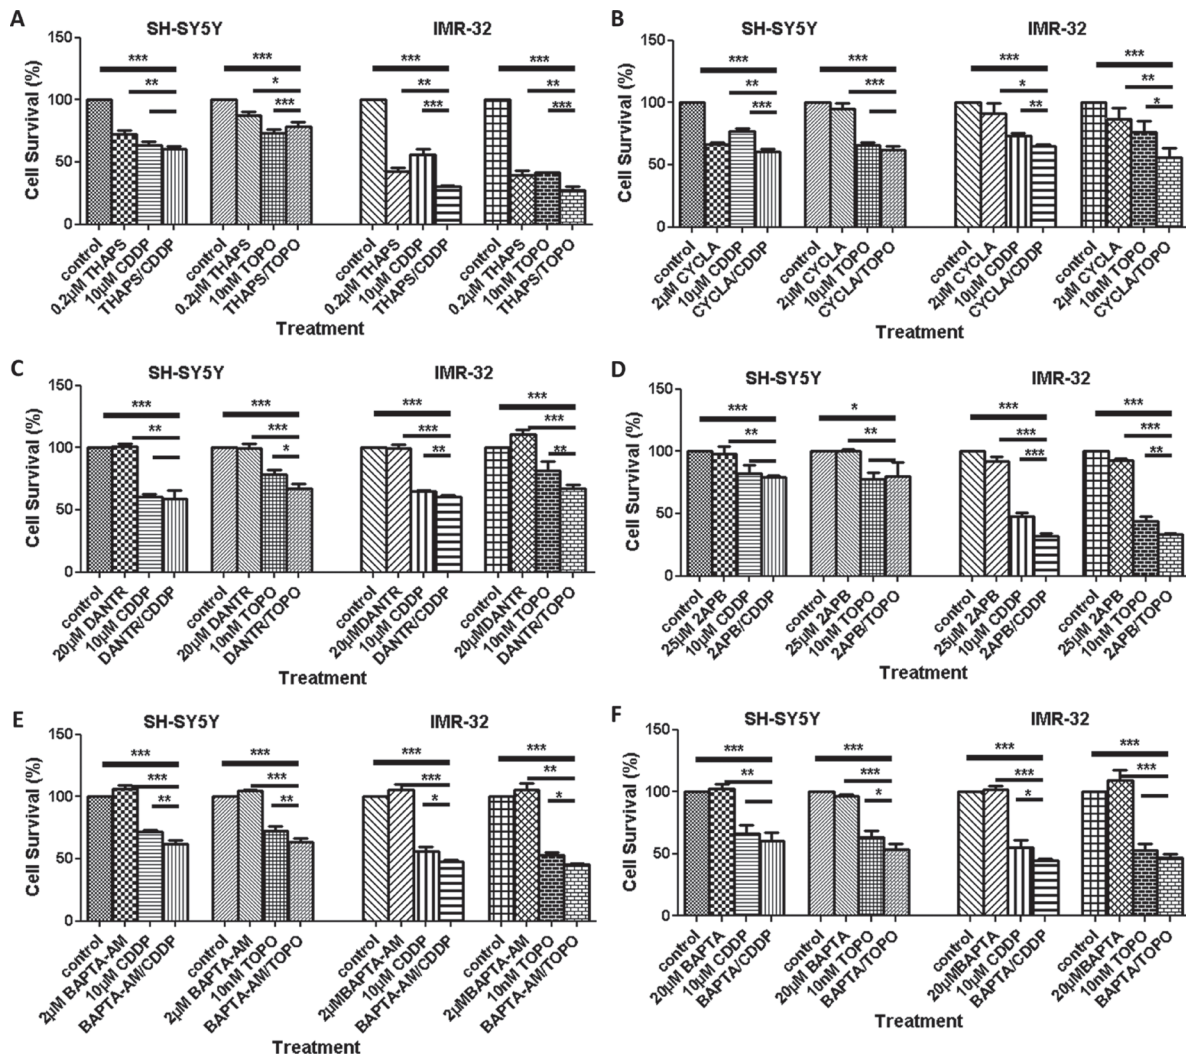 A
SH-SY5Y
IMR-32
Cell Survival (%)
150
100
50
0
*** ** *** * *** *** ** *** *** ** ***
control
0.2µM THAPS
10µM CDDP
THAPS/CDDP
control
0.2µM THAPS
10nM TOPO
THAPS/TOPO
control
0.2µM THAPS
10µM CDDP
THAPS/CDDP
control
0.2µM THAPS
10nM TOPO
THAPS/TOPO
Treatment
B
SH-SY5Y
IMR-32
Cell Survival (%)
150
100
50
0
*** ** *** *** *** *** * ** *** ** *
control
2µM CYCLA
10µM CDDP
CYCLA/CDDP
control
2µM CYCLA
10µM TOPO
CYCLA/TOPO
control
2µM CYCLA
10µM CDDP
CYCLA/CDDP
control
2µM CYCLA
10nM TOPO
CYCLA/TOPO
Treatment
C
SH-SY5Y
IMR-32
Cell Survival (%)
150
100
50
0
*** ** *** *** * *** *** ** *** *** **
control
20µM DANTR
10µM CDDP
DANTR/CDDP
control
20µM DANTR
10nM TOPO
DANTR/TOPO
control
20µMDANTR
10µM CDDP
DANTR/CDDP
control
20µMDANTR
10nM TOPO
DANTR/TOPO
Treatment
D
SH-SY5Y
IMR-32
Cell Survival (%)
150
100
50
0
*** ** * ** *** *** *** *** *** **
control
25µM 2APB
10µM CDDP
2APB/CDDP
control
25µM 2APB
10nM TOPO
2APB/TOPO
control
25µM 2APB
10µM CDDP
2APB/CDDP
control
25µM 2APB
10nM TOPO
2APB/TOPO
Treatment
E
SH-SY5Y
IMR-32
Cell Survival (%)
150
100
50
0
*** *** ** *** *** ** *** *** * *** ** *
control
2µM BAPTA-AM
10µM CDDP
BAPTA-AM/CDDP
control
2µM BAPTA-AM
10nM TOPO
BAPTA-AM/TOPO
control
2µMBAPTA-AM
10µM CDDP
BAPTA-AM/CDDP
control
2µMBAPTA-AM
10nM TOPO
BAPTA-AM/TOPO
Treatment
F
SH-SY5Y
IMR-32
Cell Survival (%)
150
100
50
0
*** ** *** *** * *** *** * *** ***
control
20µM BAPTA
10µM CDDP
BAPTA/CDDP
control
20µM BAPTA
10nM TOPO
BAPTA/TOPO
control
20µMBAPTA
10µM CDDP
BAPTA/CDDP
control
20µMBAPTA
10nM TOPO
BAPTA/TOPO
Treatment